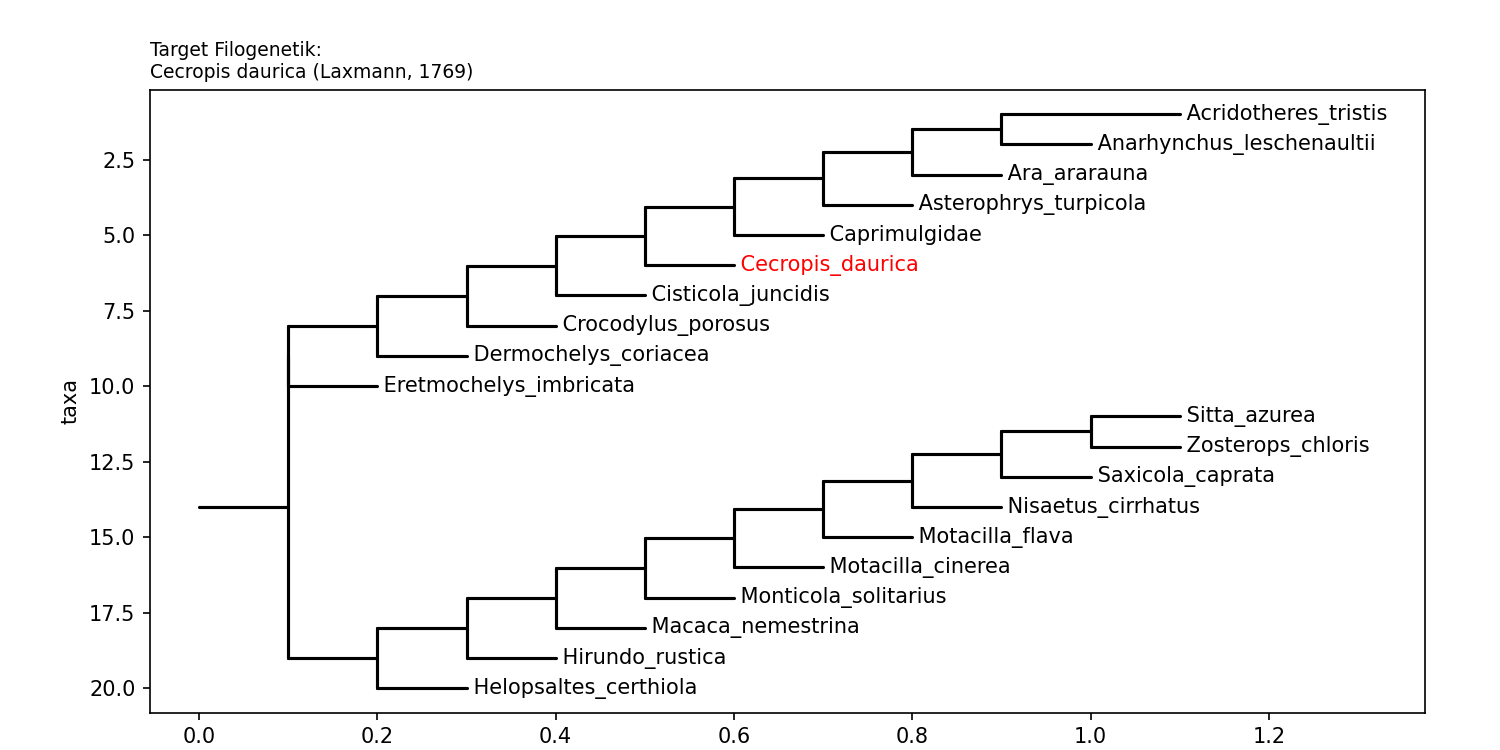 Target Filogenetik:
Cecropis daurica (Laxmann, 1769)
Acridotheres_tristis
Anarhynchus_leschenaultii
2.5
Ara_ararauna
Asterophrys_turpicola
5.0
Caprimulgidae
Cecropis_daurica
Cisticola_juncidis
7.5
Crocodylus_porosus
Dermochelys_coriacea
10.0
Eretmochelys_imbricata
taxa
Sitta_azurea
Zosterops_chloris
12.5
Saxicola_caprata
Nisaetus_cirrhatus
15.0
Motacilla_flava
Motacilla_cinerea
Monticola_solitarius
17.5
Macaca_nemestrina
Hirundo_rustica
20.0
Helopsaltes_certhiola
0.0 0.2 0.4 0.6 0.8 1.0 1.2